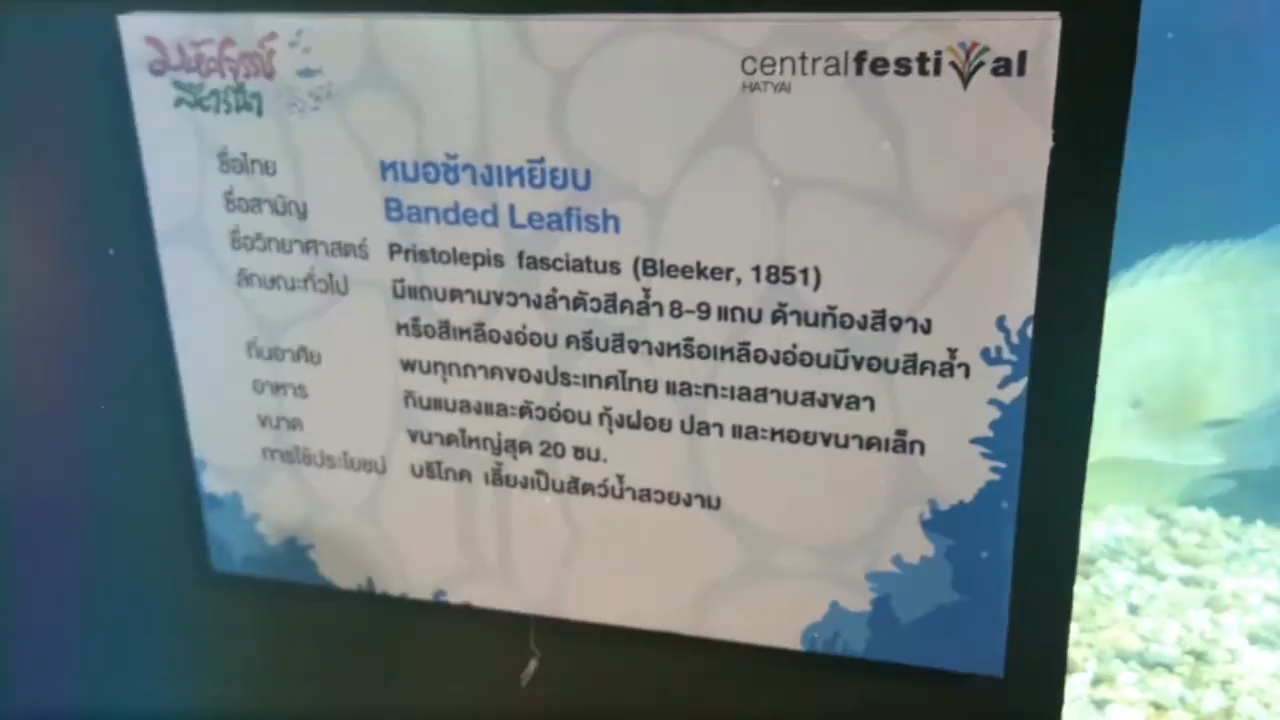 มหัศจรรย์
สัตว์น้ำ
centralfestival
HATYAI
ชื่อไทย หมอช้างเหยียบ
ชื่อสามัญ Banded Leafish
ชื่อวิทยาศาสตร์ Pristolepis fasciatus (Bleeker, 1851)
ลักษณะทั่วไป มีแถบตามขวางลำตัวสีคล้ำ 8-9 แถบ ด้านท้องสีจาง
หรือสีเหลืองอ่อน ครีบสีจางหรือเหลืองอ่อนมีขอบสีคล้ำ
ถิ่นอาศัย พบทุกภาคของประเทศไทย และทะเลสาบสงขลา
อาหาร กินแมลงและตัวอ่อน กุ้งฝอย ปลา และหอยขนาดเล็ก
ขนาด ขนาดใหญ่สุด 20 ซม.
การใช้ประโยชน์ บริโภค เลี้ยงเป็นสัตว์น้ำสวยงาม